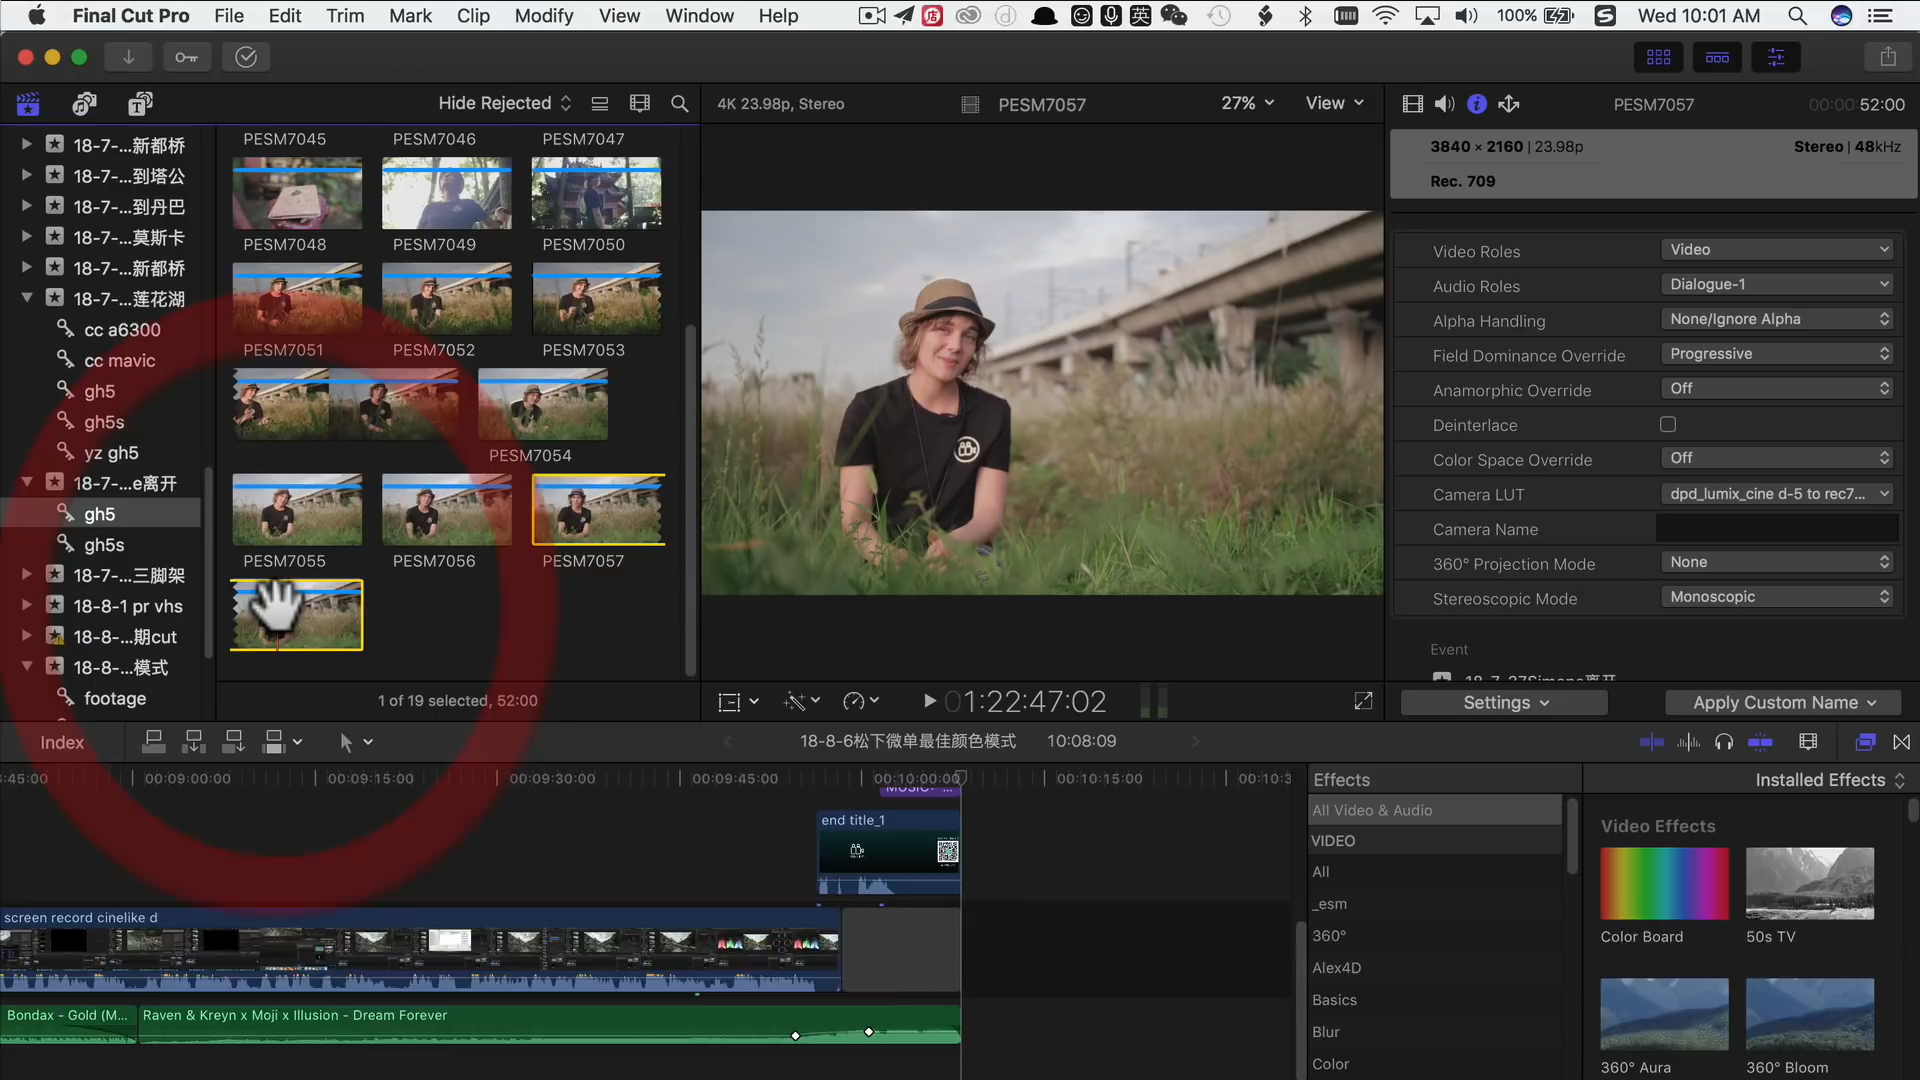 Final Cut Pro File Edit Trim Mark Clip Modify View Window Help 店 英 100% Wed 10:01 AM
Hide Rejected
4K 23.98p, Stereo PESM7057 27% View
PESM7057 00:00:52:00
3840 × 2160 | 23.98p Stereo | 48kHz
Rec. 709
18-7-...新都桥
18-7-...到塔公
18-7-...到丹巴
18-7-...莫斯卡
18-7-...新都桥
18-7-...莲花湖
cc a6300
cc mavic
gh5
gh5s
yz gh5
18-7-...e离开
gh5
gh5s
18-7-...三脚架
18-8-1 pr vhs
18-8-...期cut
18-8-...模式
footage
PESM7045 PESM7046 PESM7047
PESM7048 PESM7049 PESM7050
PESM7051 PESM7052 PESM7053
PESM7054
PESM7055 PESM7056 PESM7057
1 of 19 selected, 52:00
01:22:47:02
Video Roles Video
Audio Roles Dialogue-1
Alpha Handling None/Ignore Alpha
Field Dominance Override Progressive
Anamorphic Override Off
Deinterlace
Color Space Override Off
Camera LUT dpd_lumix_cine d-5 to rec7...
Camera Name
360° Projection Mode None
Stereoscopic Mode Monoscopic
Event
18-7-27Simone离开
Settings Apply Custom Name
Index 18-8-6松下微单最佳颜色模式 10:08:09
:45:00 00:09:00:00 00:09:15:00 00:09:30:00 00:09:45:00 00:10:00:00 00:10:15:00 00:10:3
MUSIC- ...
end title_1
screen record cinelike d
Bondax - Gold (M... Raven & Kreyn x Moji x Illusion - Dream Forever
Effects Installed Effects
All Video & Audio
VIDEO
All
_esm
360°
Alex4D
Basics
Blur
Color
Video Effects
Color Board 50s TV
360° Aura 360° Bloom